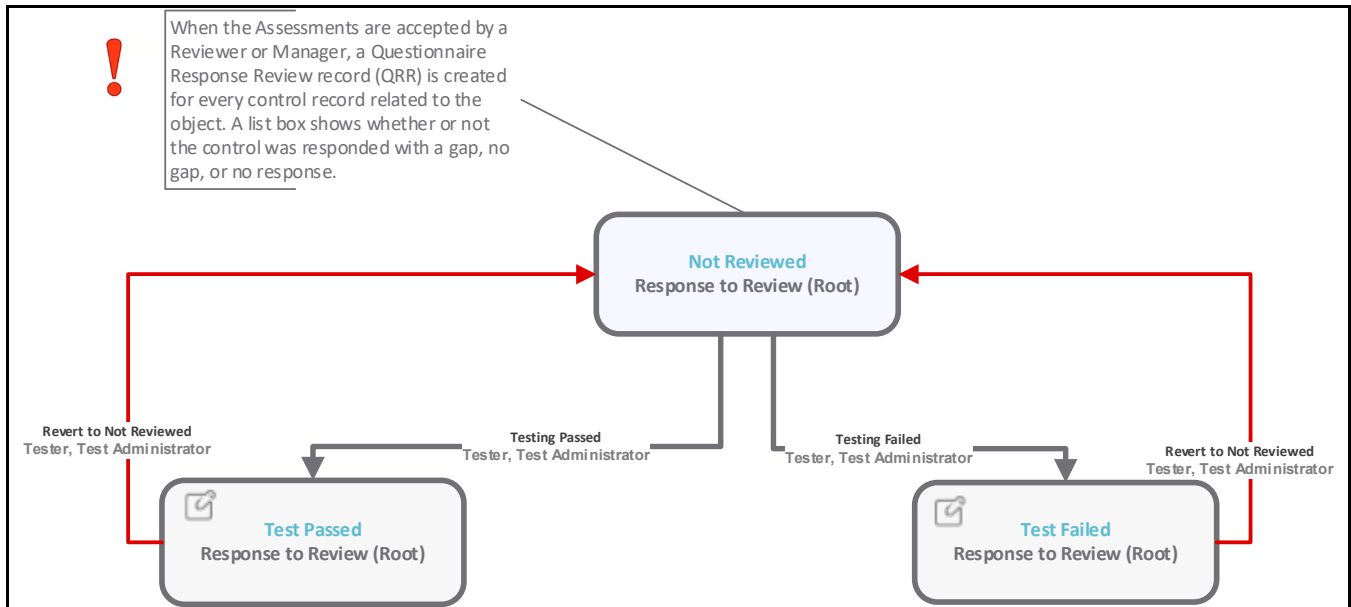 When the Assessments are accepted by a
Reviewer or Manager, a Questionnaire
Response Review record (QRR) is created
for every control record related to the
object. A list box shows whether or not
the control was responded with a gap, no
gap, or no response.
Not Reviewed
Response to Review (Root)
Revert to Not Reviewed
Tester, Test Administrator
Testing Passed
Tester, Test Administrator
Testing Failed
Tester, Test Administrator
Revert to Not Reviewed
Tester, Test Administrator
Test Passed
Response to Review (Root)
Test Failed
Response to Review (Root)